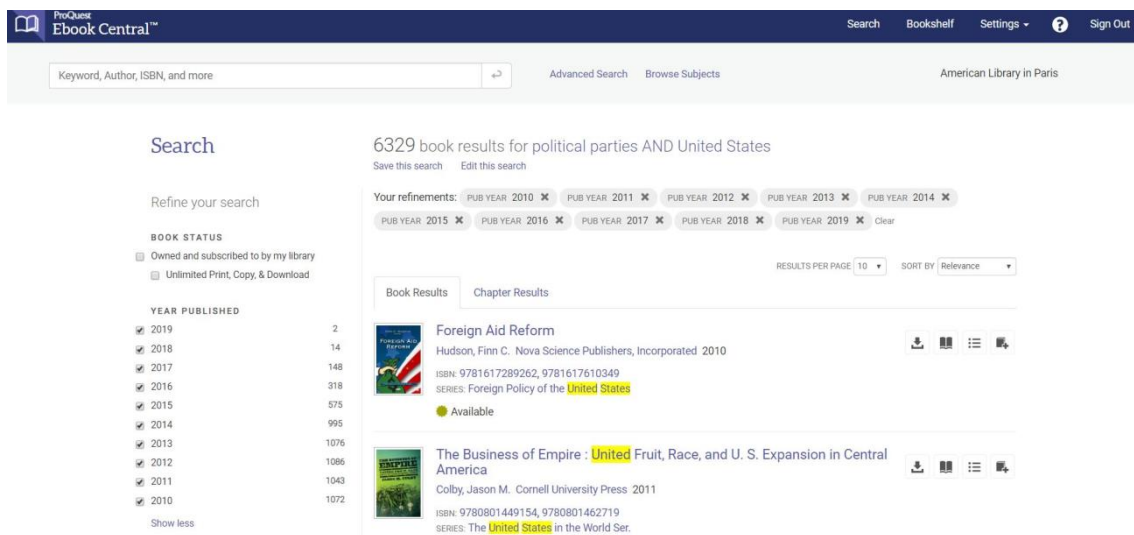 ProQuest
Ebook Central™
Search Bookshelf Settings ? Sign Out
Keyword, Author, ISBN, and more
Advanced Search Browse Subjects
American Library in Paris
Search
Refine your search
BOOK STATUS
Owned and subscribed to by my library
Unlimited Print, Copy, & Download
YEAR PUBLISHED
2019 2
2018 14
2017 148
2016 318
2015 575
2014 995
2013 1076
2012 1086
2011 1043
2010 1072
Show less
6329 book results for political parties AND United States
Save this search Edit this search
Your refinements: PUB YEAR 2010 ✖ PUB YEAR 2011 ✖ PUB YEAR 2012 ✖ PUB YEAR 2013 ✖ PUB YEAR 2014 ✖
PUB YEAR 2015 ✖ PUB YEAR 2016 ✖ PUB YEAR 2017 ✖ PUB YEAR 2018 ✖ PUB YEAR 2019 ✖ Clear
RESULTS PER PAGE 10 SORT BY Relevance
Book Results Chapter Results
FOREIGN AID
REFORM
Foreign Aid Reform
Hudson, Finn C. Nova Science Publishers, Incorporated 2010
ISBN: 9781617289262, 9781617610349
SERIES: Foreign Policy of the United States
Available
EMPIRE
The Business of Empire : United Fruit, Race, and U. S. Expansion in Central
America
Colby, Jason M. Cornell University Press 2011
ISBN: 9780801449154, 9780801462719
SERIES: The United States in the World Ser.